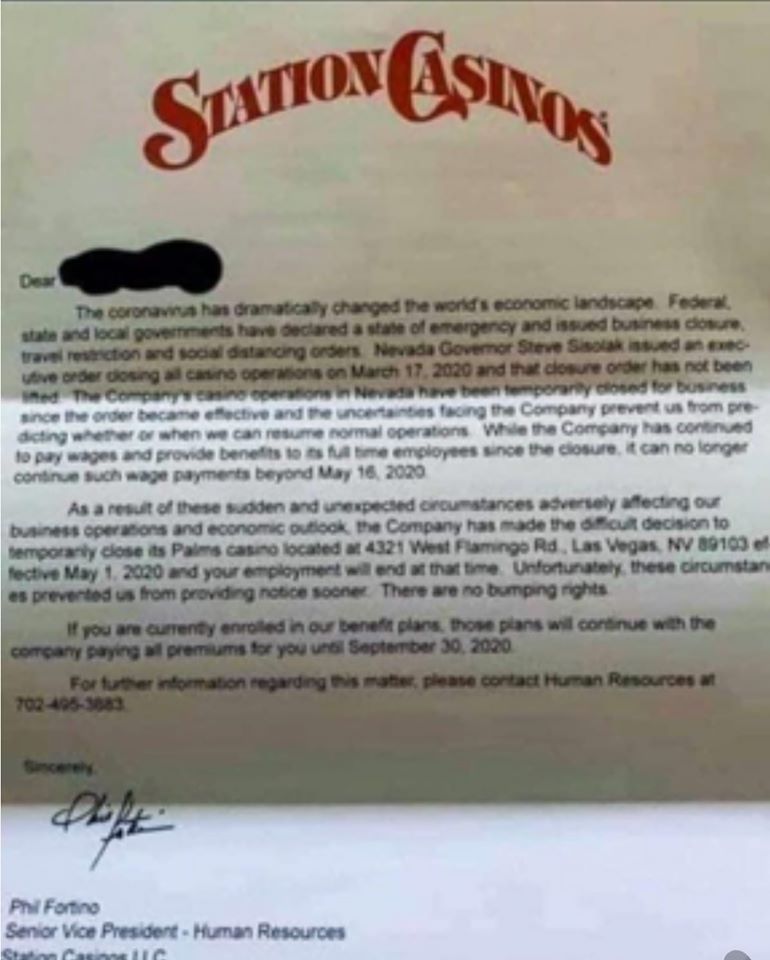 STATION CASINOS
Dear
The coronavirus has dramatically changed the world's economic landscape. Federal,
state and local governments have declared a state of emergency and issued business closure,
travel restriction and social distancing orders. Nevada Governor Steve Sisolak issued an exec-
utive order closing all casino operations on March 17, 2020 and that closure order has not been
lifted. The Company's casino operations in Nevada have been temporarily closed for business
since the order became effective and the uncertainties facing the Company prevent us from pre-
dicting whether or when we can resume normal operations. While the Company has continued
to pay wages and provide benefits to its full time employees since the closure, it can no longer
continue such wage payments beyond May 16, 2020.
As a result of these sudden and unexpected circumstances adversely affecting our
business operations and economic outlook, the Company has made the difficult decision to
temporarily close its Palms casino located at 4321 West Flamingo Rd., Las Vegas, NV 89103 ef
fective May 1, 2020 and your employment will end at that time. Unfortunately, these circumstan
es prevented us from providing notice sooner. There are no bumping rights.
If you are currently enrolled in our benefit plans, those plans will continue with the
company paying all premiums for you until September 30, 2020.
For further information regarding this matter, please contact Human Resources at
702-495-3883.
Sincerely,
Phil Fortino
Phil Fortino
Senior Vice President - Human Resources
Station Casinos LLC